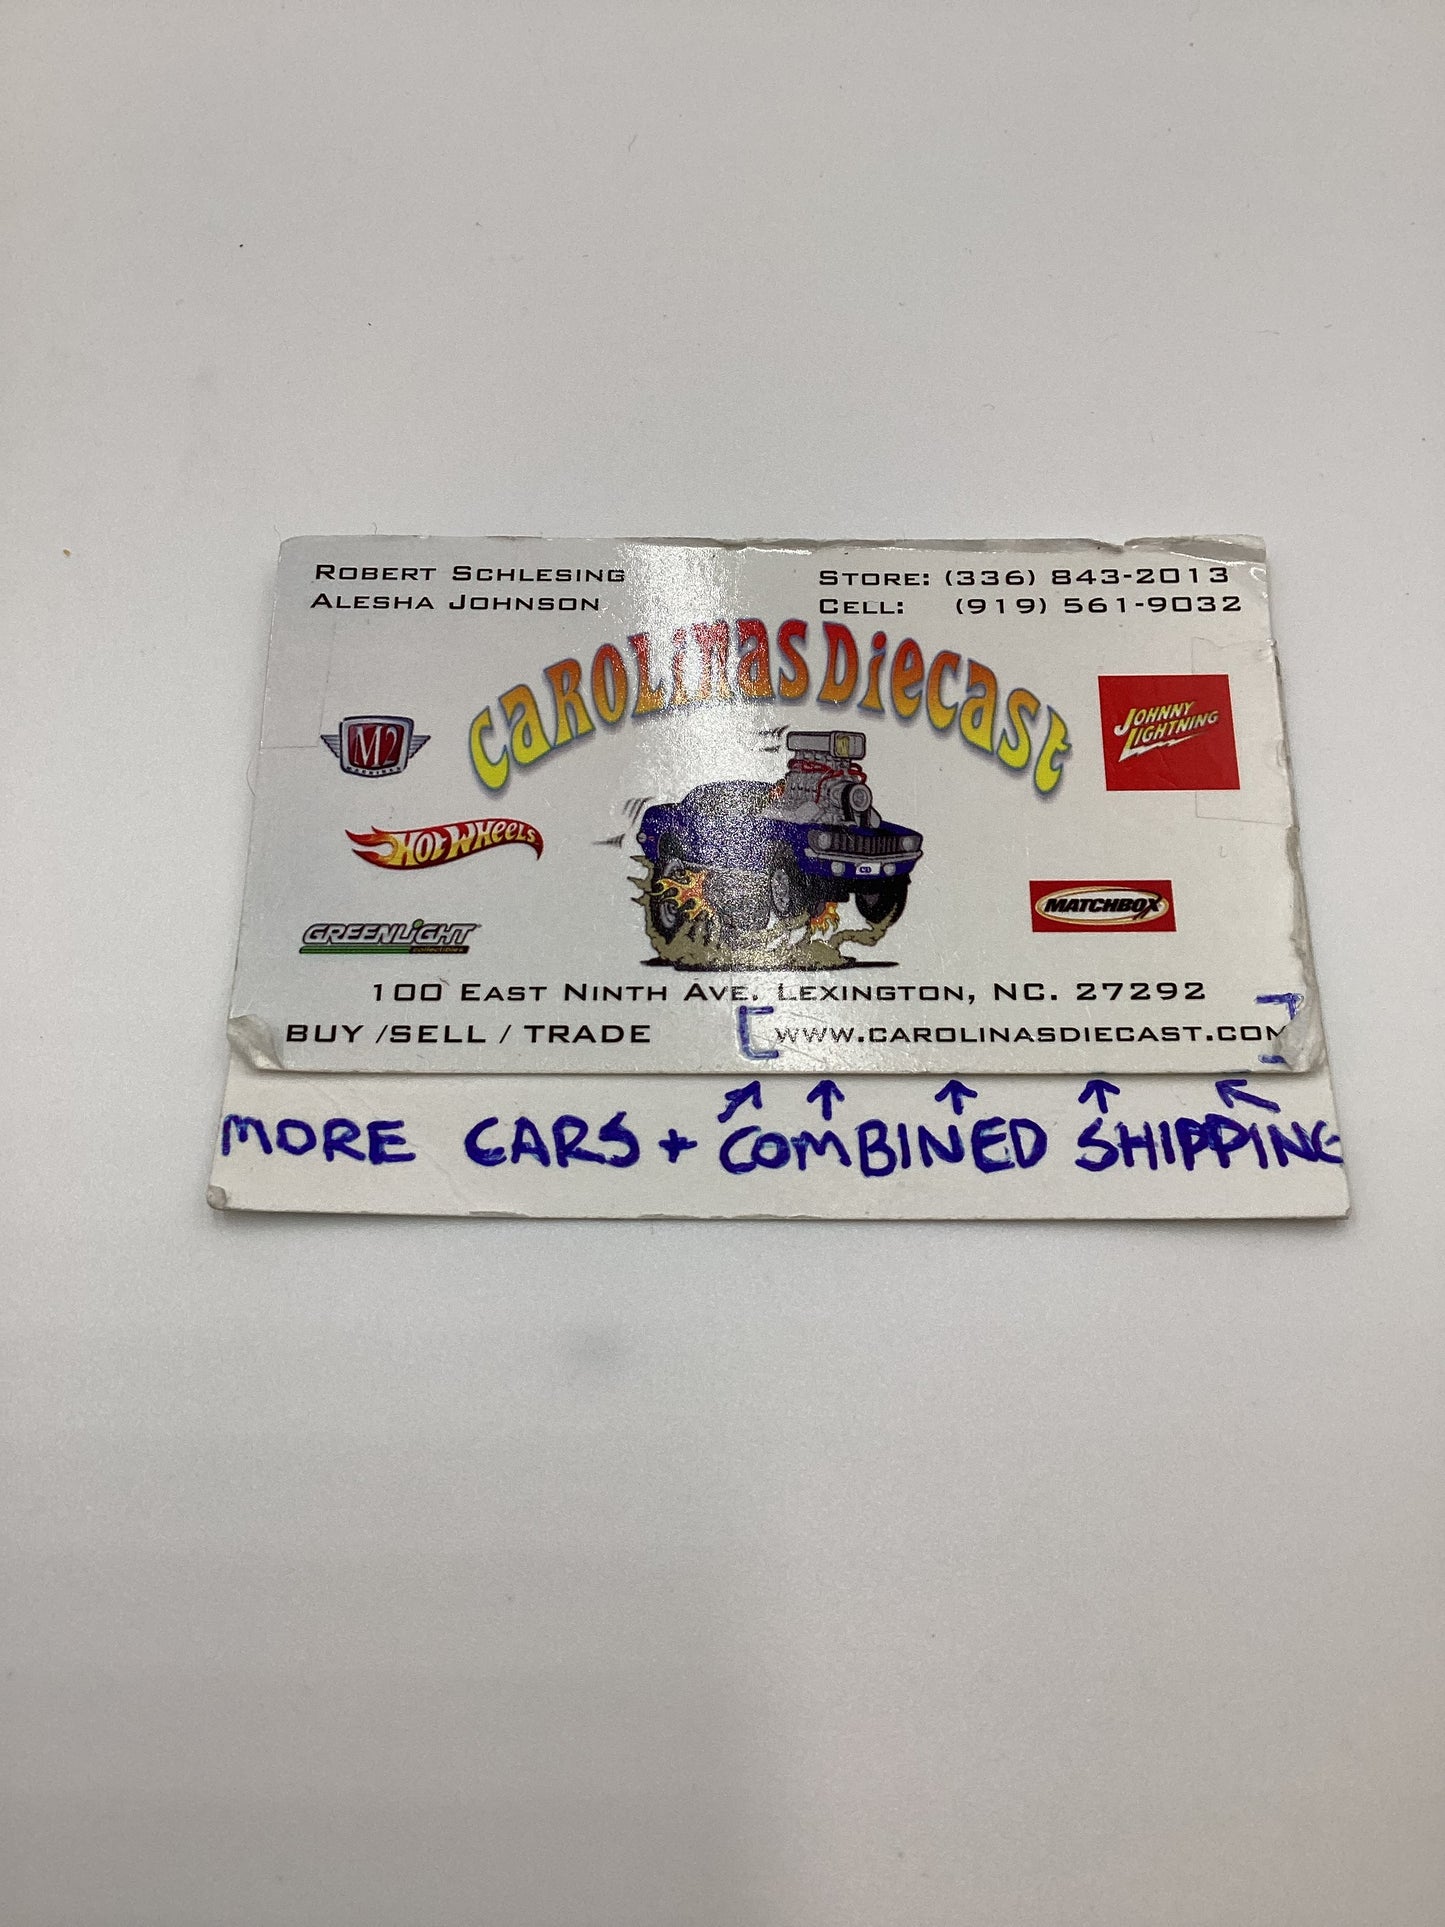 ROBERT SCHLESING
ALESHA JOHNSON
STORE: (336) 843-2013
CELL: (919) 561-9032
CAROLINAS DIECAST
M2
MACHINES
JOHNNY
LIGHTNING
HOT WHEELS
MATCHBOX
GREENLIGHT
collectibles
100 EAST NINTH AVE. LEXINGTON, NC. 27292
BUY /SELL / TRADE [WWW.CAROLINASDIECAST.COM]
MORE CARS + COMBINED SHIPPING